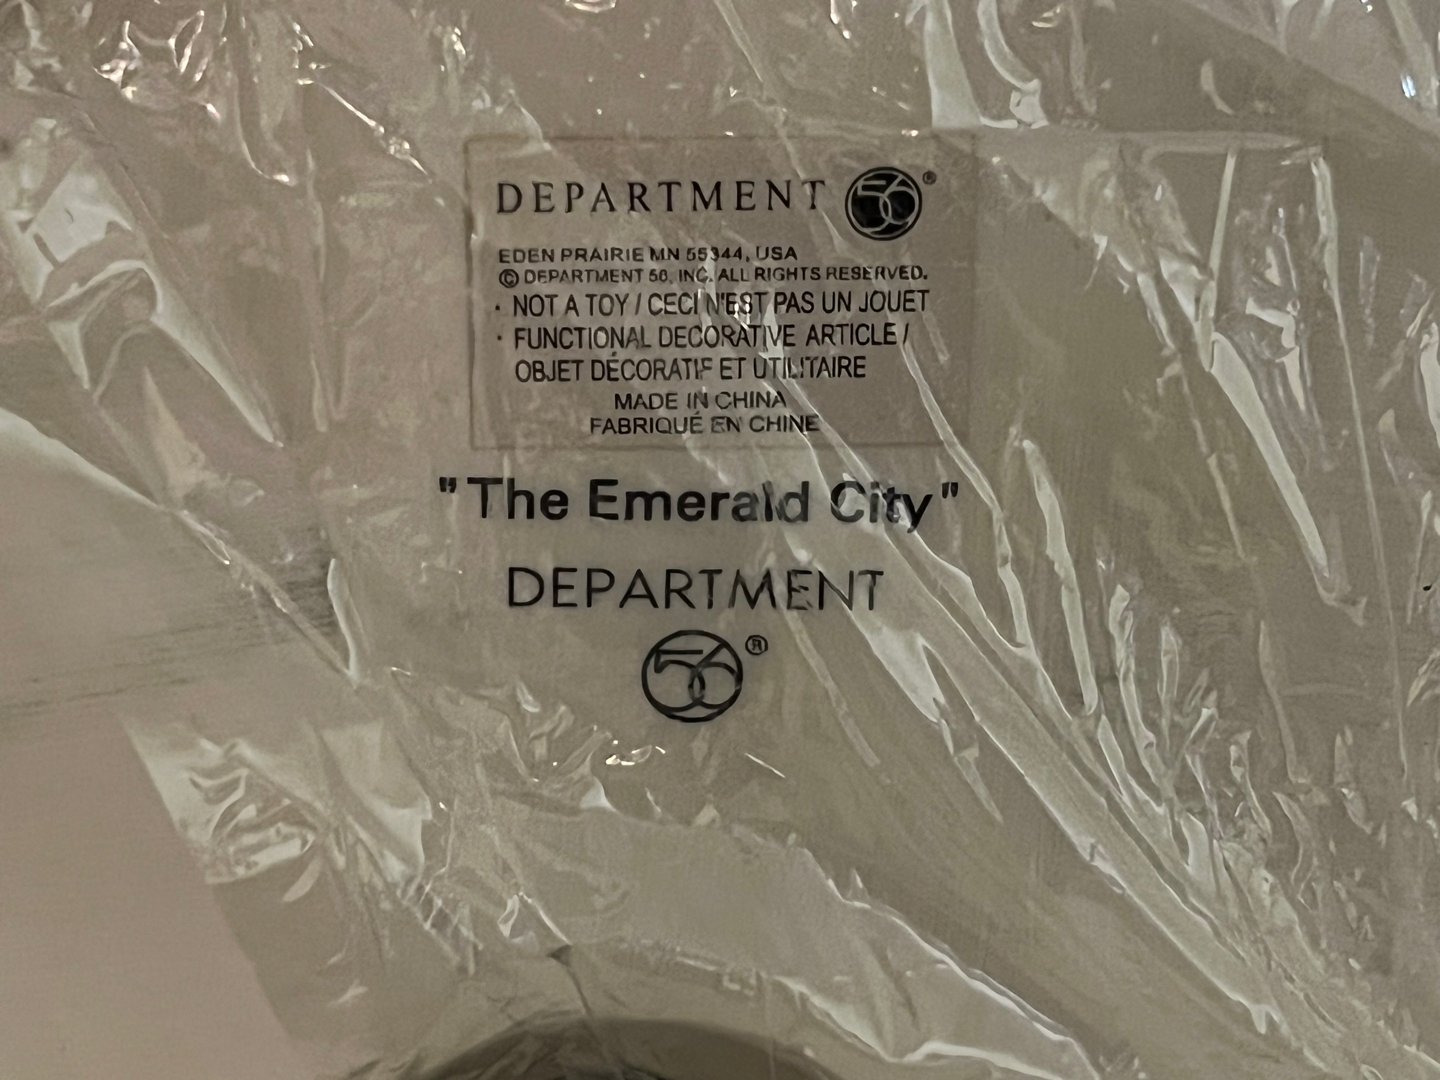 DEPARTMENT 56®
EDEN PRAIRIE MN 55344, USA
© DEPARTMENT 56, INC. ALL RIGHTS RESERVED.
· NOT A TOY / CECI N'EST PAS UN JOUET
· FUNCTIONAL DECORATIVE ARTICLE /
OBJET DÉCORATIF ET UTILITAIRE
MADE IN CHINA
FABRIQUÉ EN CHINE
"The Emerald City"
DEPARTMENT
56®